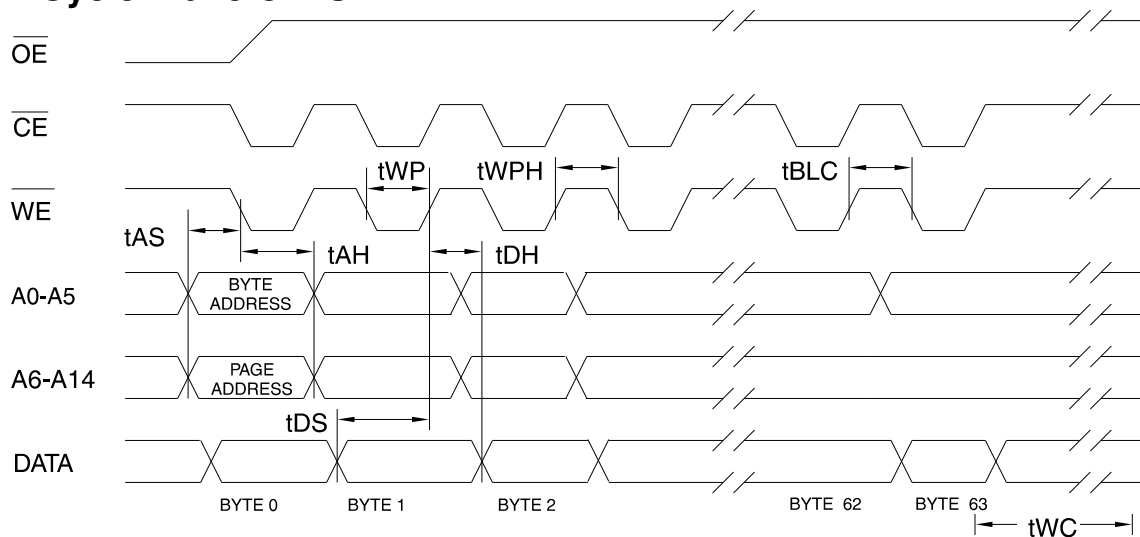 OE
CE
tWP
tWPH
tBLC
WE
tAS
tAH
tDH
A0-A5
BYTE
ADDRESS
A6-A14
PAGE
ADDRESS
tDS
DATA
BYTE 0
BYTE 1
BYTE 2
BYTE 62
BYTE 63
tWC